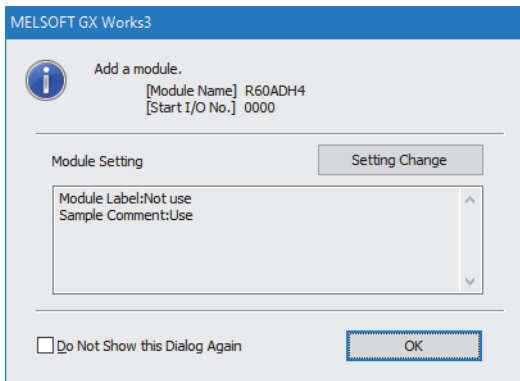 MELSOFT GX Works3
Add a module.
[Module Name] R60ADH4
[Start I/O No.] 0000
Module Setting
Setting Change
Module Label:Not use
Sample Comment:Use
Do Not Show this Dialog Again
OK